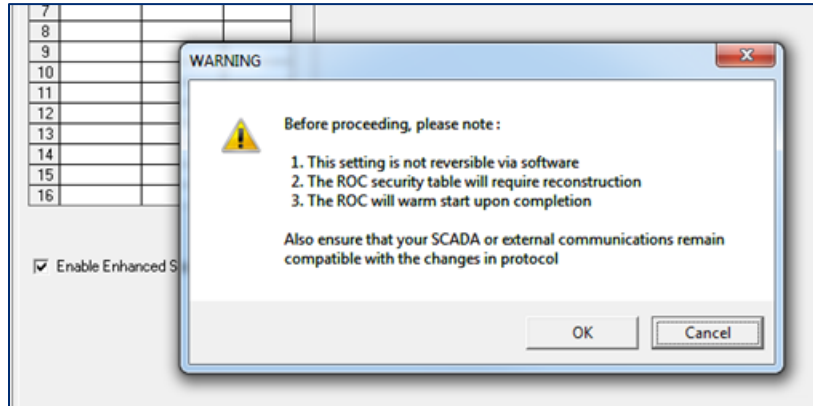 7
8
9
WARNING
10
11
12
Before proceeding, please note :
13
14
1. This setting is not reversible via software
15
2. The ROC security table will require reconstruction
16
3. The ROC will warm start upon completion
Also ensure that your SCADA or external communications remain
Enable Enhanced S
compatible with the changes in protocol
OK Cancel